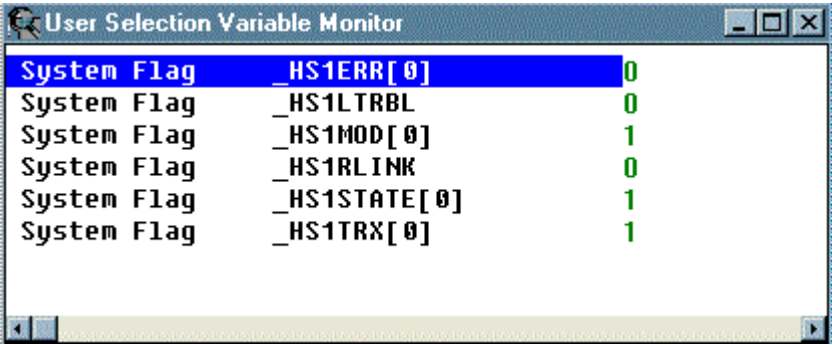 User Selection Variable Monitor
System Flag _HS1ERR[0] 0
System Flag _HS1LTRBL 0
System Flag _HS1MOD[0] 1
System Flag _HS1RLINK 0
System Flag _HS1STATE[0] 1
System Flag _HS1TRX[0] 1